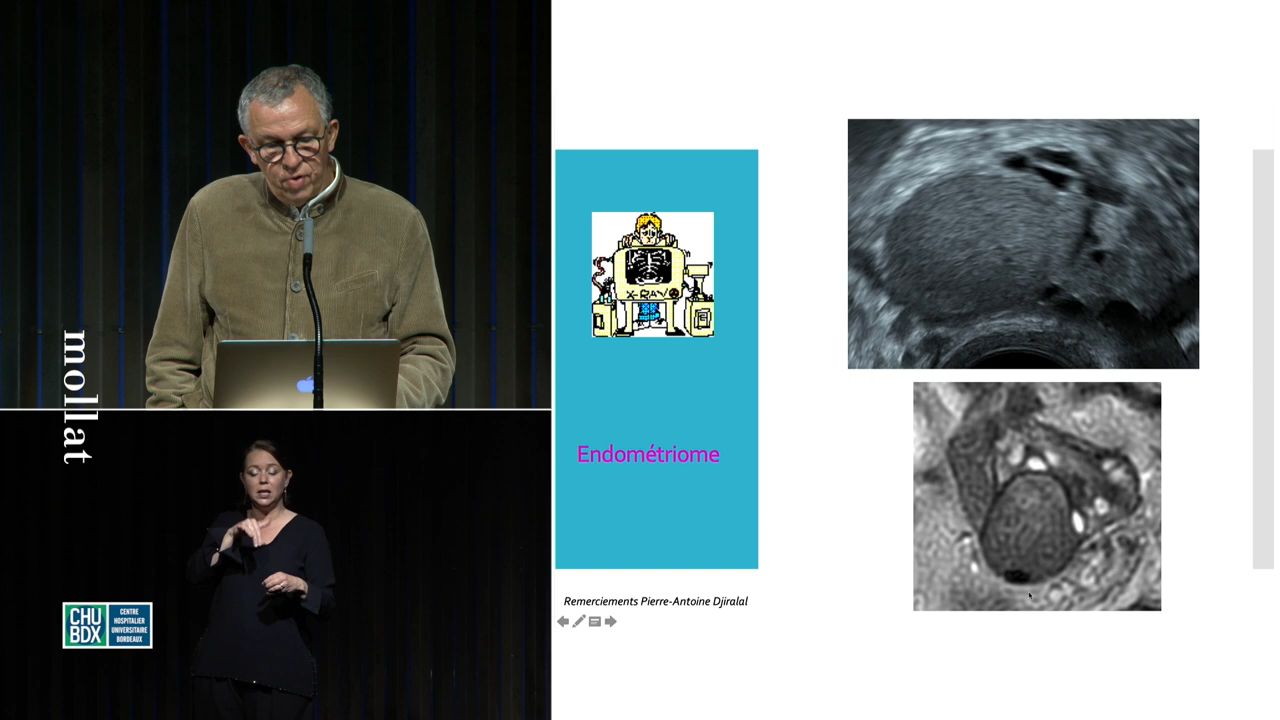 mollat
CHU
BDX
CENTRE
HOSPITALIER
UNIVERSITAIRE
BORDEAUX
X-RAY
Endométriome
Remerciements Pierre-Antoine Djiralal